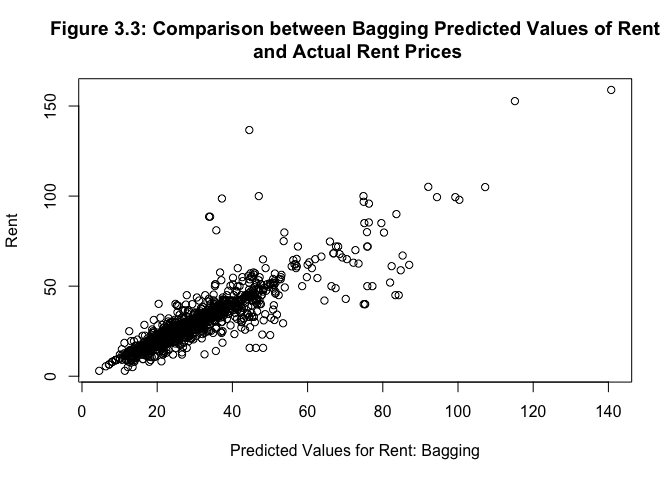 Figure 3.3: Comparison between Bagging Predicted Values of Rent
and Actual Rent Prices
150
100
50
0
Rent
0 20 40 60 80 100 120 140
Predicted Values for Rent: Bagging